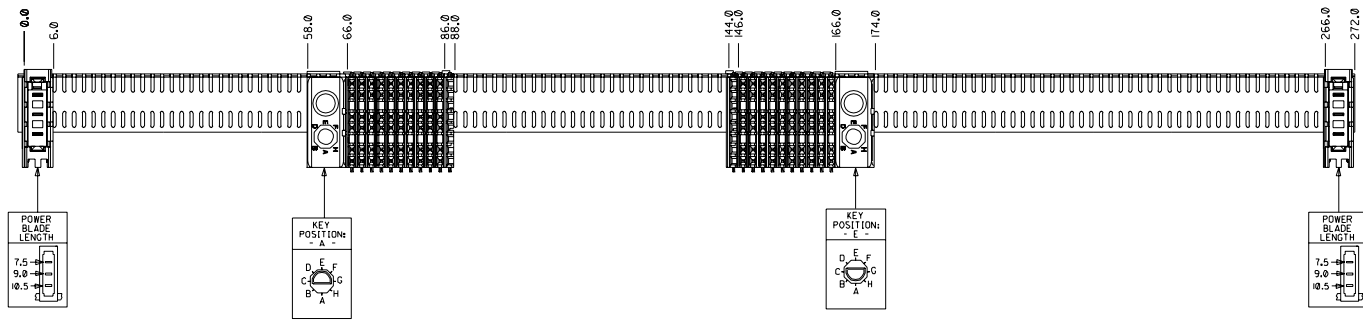 0.0
6.0
58.0
66.0
86.0
88.0
144.0
146.0
166.0
174.0
266.0
272.0
POWER
BLADE
LENGTH
7.5
9.0
10.5
KEY
POSITION:
- A -
D E F
C G
B A H
KEY
POSITION:
- E -
D E F
C G
B A H
POWER
BLADE
LENGTH
7.5
9.0
10.5